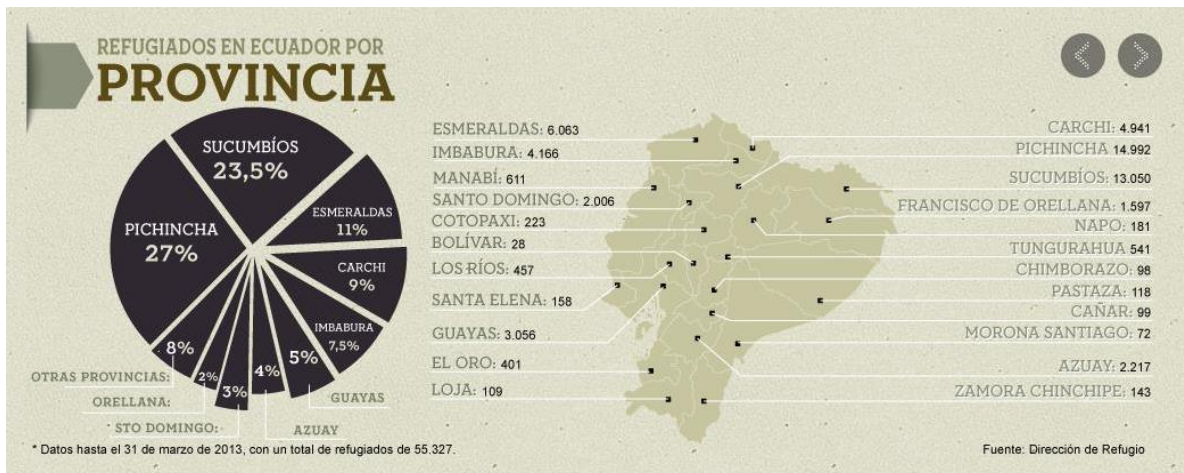 REFUGIADOS EN ECUADOR POR
PROVINCIA
SUCUMBÍOS
23,5%
ESMERALDAS
11%
PICHINCHA
27%
CARCHI
9%
IMBABURA
7,5%
8%
2%
3%
4%
5%
OTRAS PROVINCIAS:
ORELLANA:
STO DOMINGO:
AZUAY
GUAYAS
ESMERALDAS: 6.063
IMBABURA: 4.166
MANABÍ: 611
SANTO DOMINGO: 2.006
COTOPAXI: 223
BOLÍVAR: 28
LOS RÍOS: 457
SANTA ELENA: 158
GUAYAS: 3.056
EL ORO: 401
LOJA: 109
CARCHI: 4.941
PICHINCHA 14.992
SUCUMBÍOS: 13.050
FRANCISCO DE ORELLANA: 1.597
NAPO: 181
TUNGURAHUA 541
CHIMBORAZO: 98
PASTAZA: 118
CAÑAR: 99
MORONA SANTIAGO: 72
AZUAY: 2.217
ZAMORA CHINCHIPE: 143
* Datos hasta el 31 de marzo de 2013, con un total de refugiados de 55.327.
Fuente: Dirección de Refugio